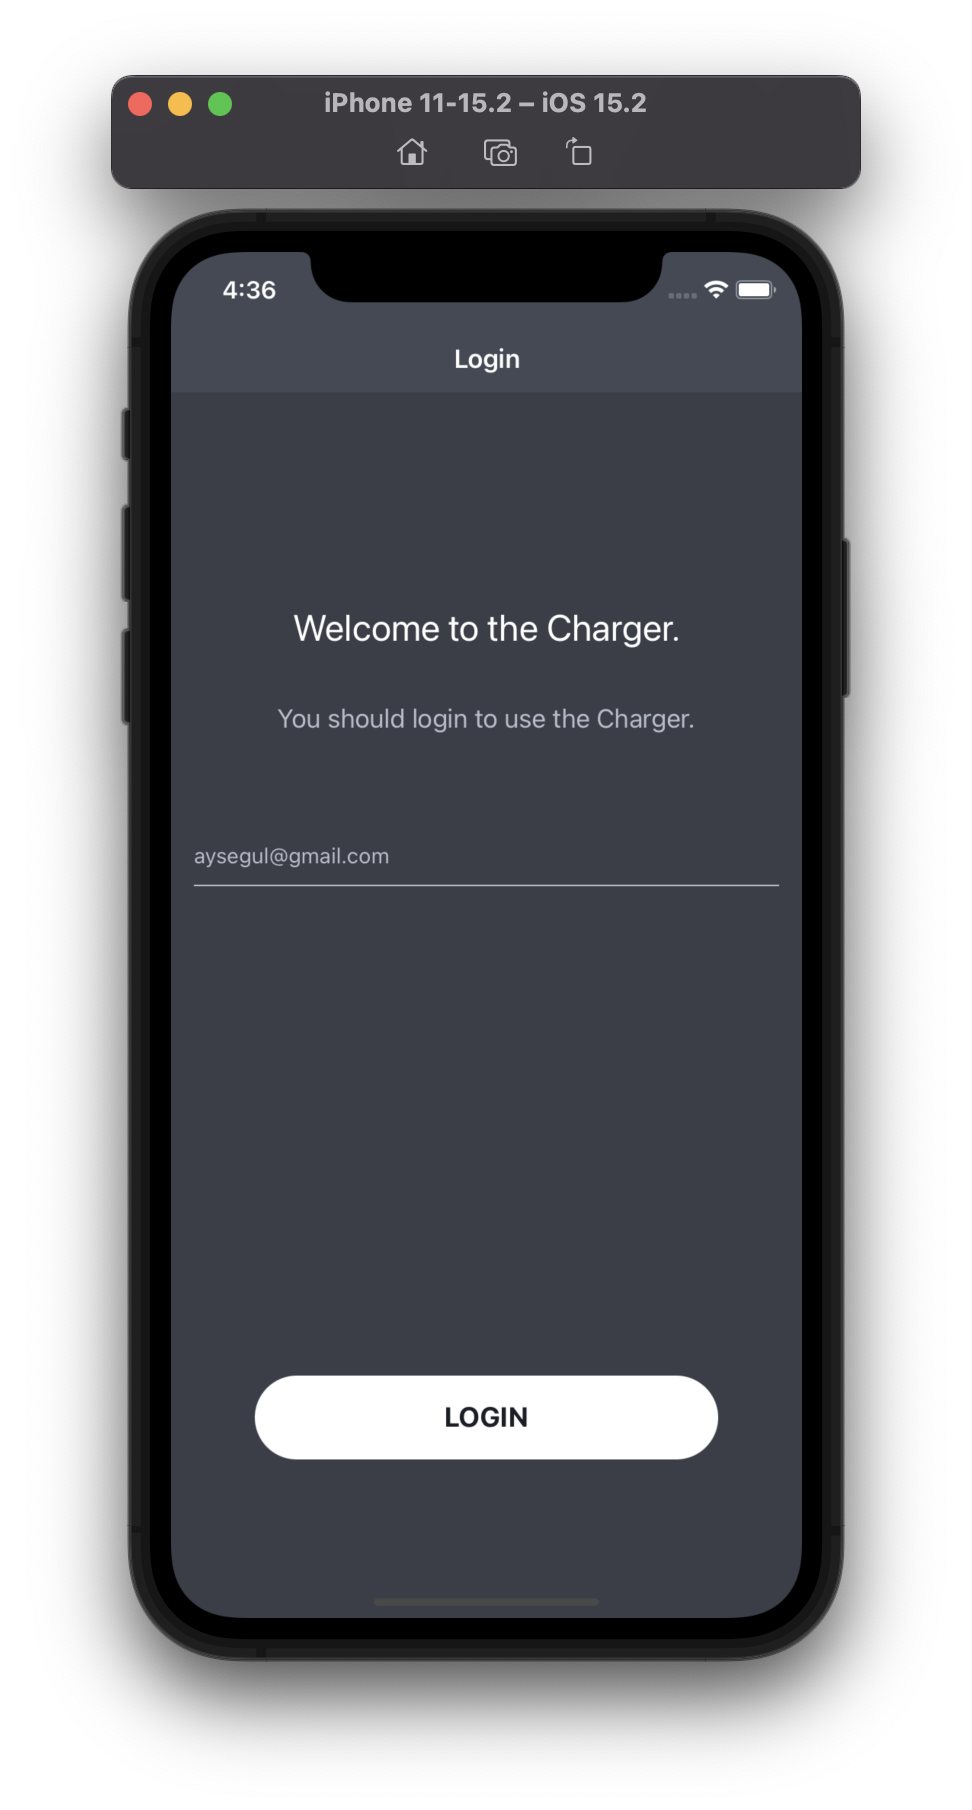 iPhone 11-15.2 – iOS 15.2
4:36
Login
Welcome to the Charger.
You should login to use the Charger.
aysegul@gmail.com
LOGIN